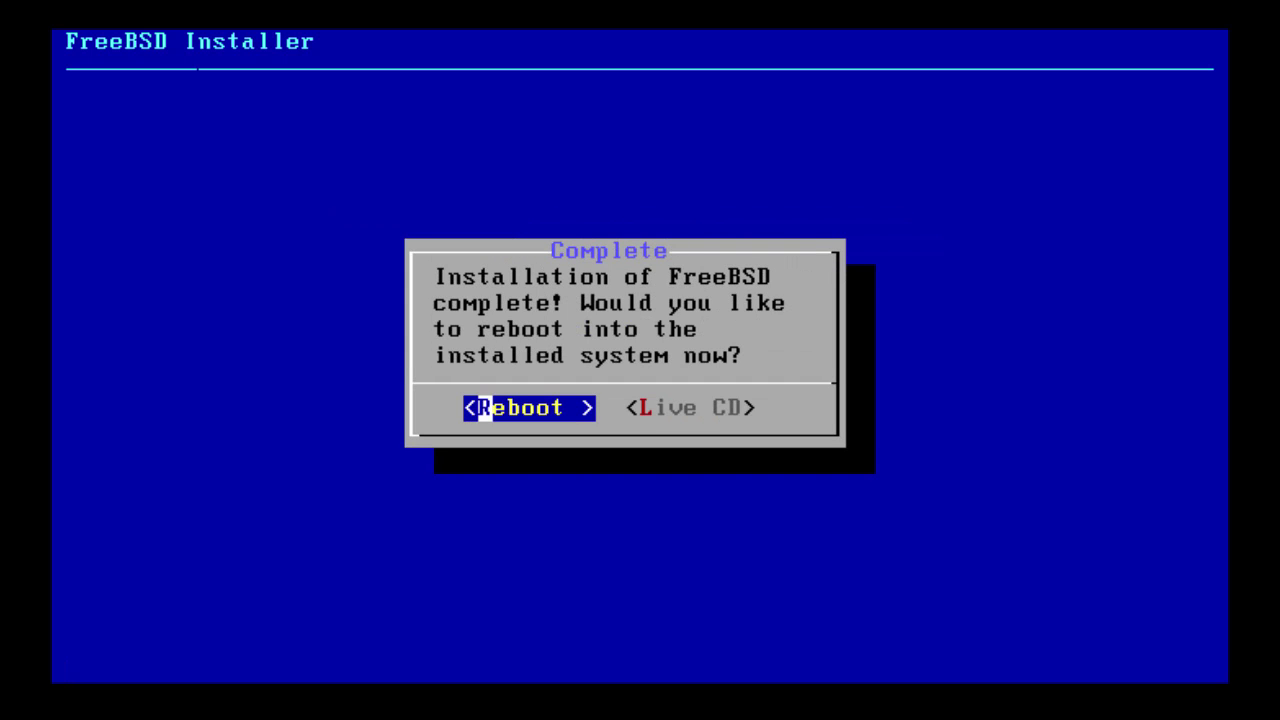 FreeBSD Installer
Complete
Installation of FreeBSD
complete! Would you like
to reboot into the
installed system now?
<Reboot > <Live CD>